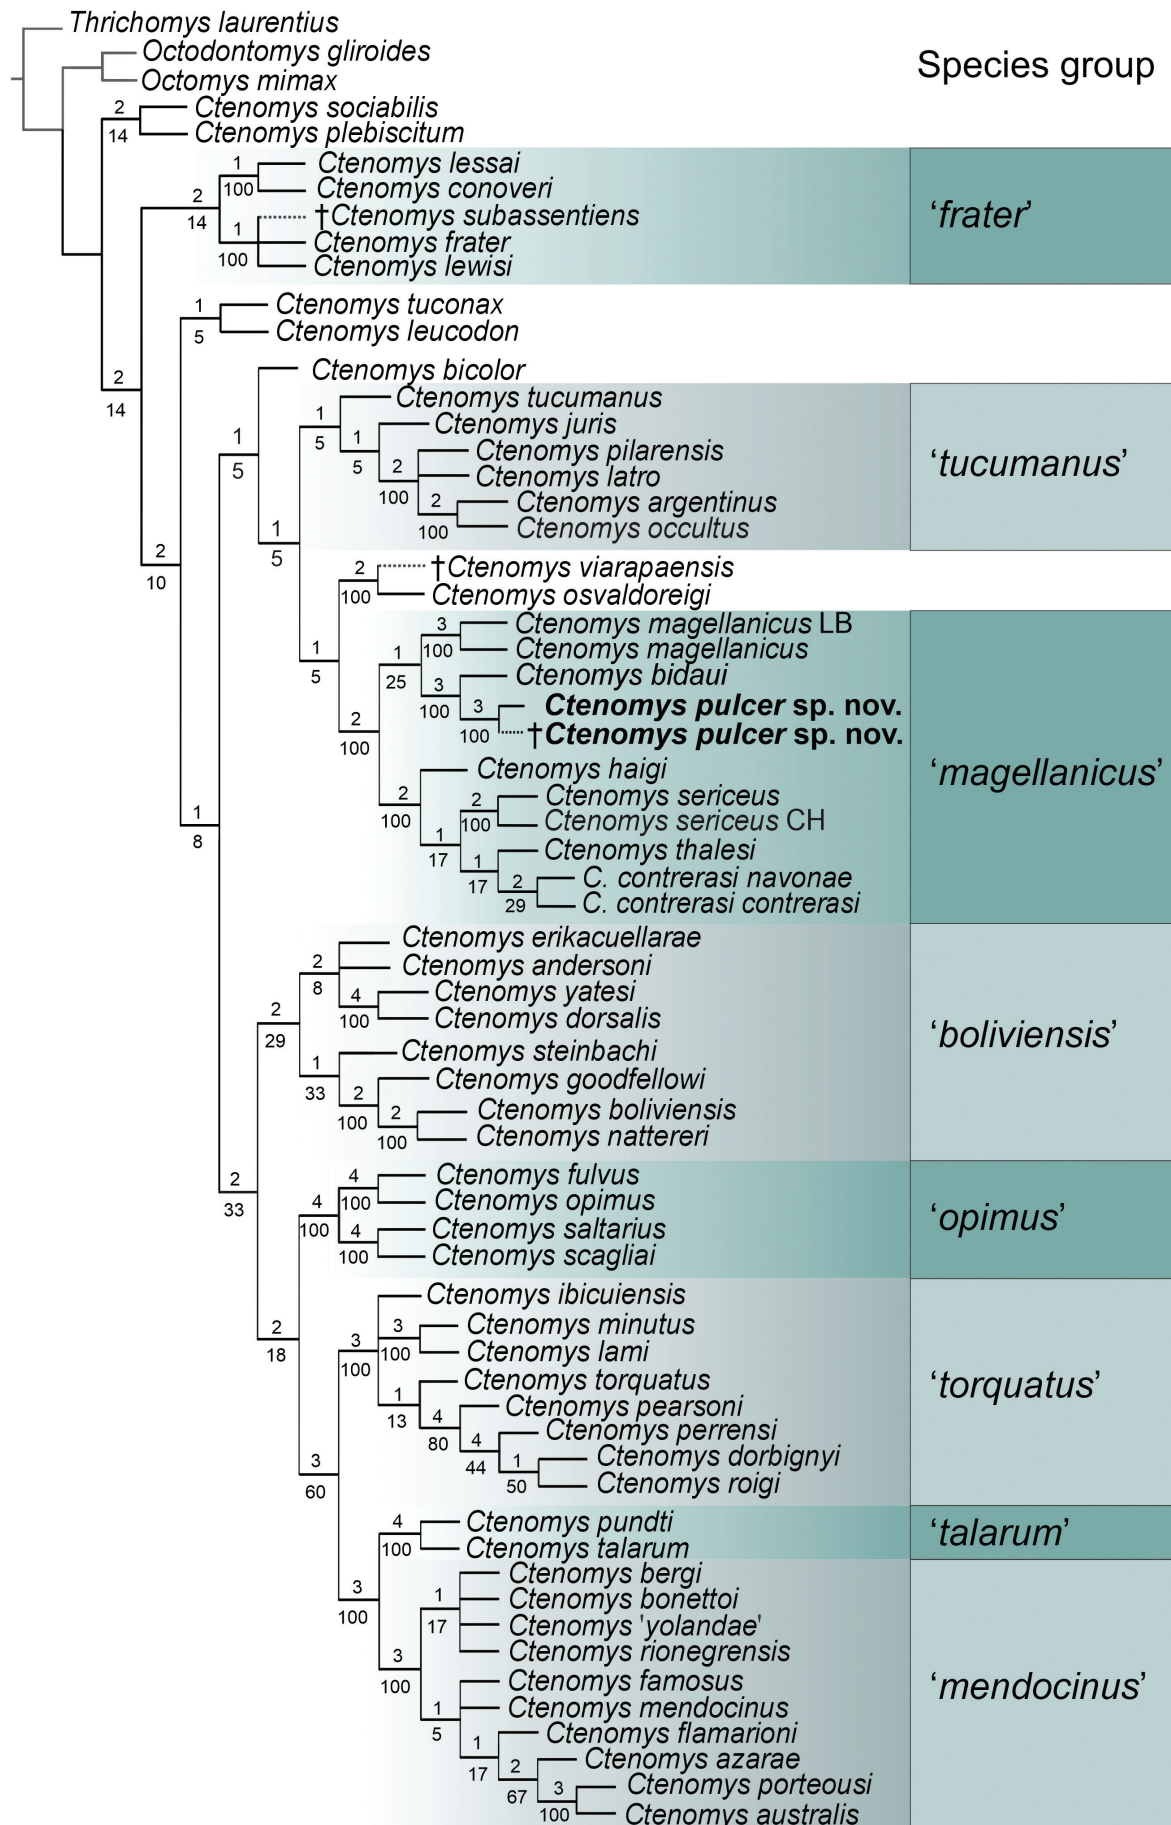 Thrichomys laurentius
Octodontomys gliroides
Octomys mimax
Species group
2
14
Ctenomys sociabilis
Ctenomys plebiscitum
2
14
1
100
Ctenomys lessai
Ctenomys conoveri
1
100
†Ctenomys subassentiens
Ctenomys frater
Ctenomys lewisi
‘frater’
2
14
1
5
Ctenomys tuconax
Ctenomys leucodon
2
10
1
5
Ctenomys bicolor
1
5
1
5
Ctenomys tucumanus
1
5
Ctenomys juris
2
100
Ctenomys pilarensis
Ctenomys latro
2
100
Ctenomys argentinus
Ctenomys occultus
‘tucumanus’
1
5
2
100
†Ctenomys viarapaensis
Ctenomys osvaldoreigi
2
100
1
25
3
100
Ctenomys magellanicus LB
Ctenomys magellanicus
3
100
Ctenomys bidaui
3
100
Ctenomys pulcer sp. nov.
†Ctenomys pulcer sp. nov.
‘magellanicus’
2
100
Ctenomys haigi
1
17
2
100
Ctenomys sericeus
Ctenomys sericeus CH
1
17
Ctenomys thalesi
2
29
C. contrerasi navonae
C. contrerasi contrerasi
1
8
2
33
2
29
2
8
Ctenomys erikacuellarae
Ctenomys andersoni
4
100
Ctenomys yatesi
Ctenomys dorsalis
1
33
Ctenomys steinbachi
2
100
Ctenomys goodfellowi
2
100
Ctenomys boliviensis
Ctenomys nattereri
‘boliviensis’
2
18
4
100
4
100
Ctenomys fulvus
Ctenomys opimus
4
100
Ctenomys saltarius
Ctenomys scagliai
‘opimus’
3
60
3
100
Ctenomys ibicuiensis
3
100
Ctenomys minutus
Ctenomys lami
1
13
Ctenomys torquatus
4
80
Ctenomys pearsoni
4
44
Ctenomys perrensi
1
50
Ctenomys dorbignyi
Ctenomys roigi
‘torquatus’
3
100
4
100
Ctenomys pundti
Ctenomys talarum
‘talarum’
3
100
1
17
Ctenomys bergi
Ctenomys bonettoi
Ctenomys 'yolandae'
Ctenomys rionegrensis
1
5
Ctenomys famosus
Ctenomys mendocinus
1
17
Ctenomys flamarioni
2
67
Ctenomys azarae
3
100
Ctenomys porteousi
Ctenomys australis
‘mendocinus’